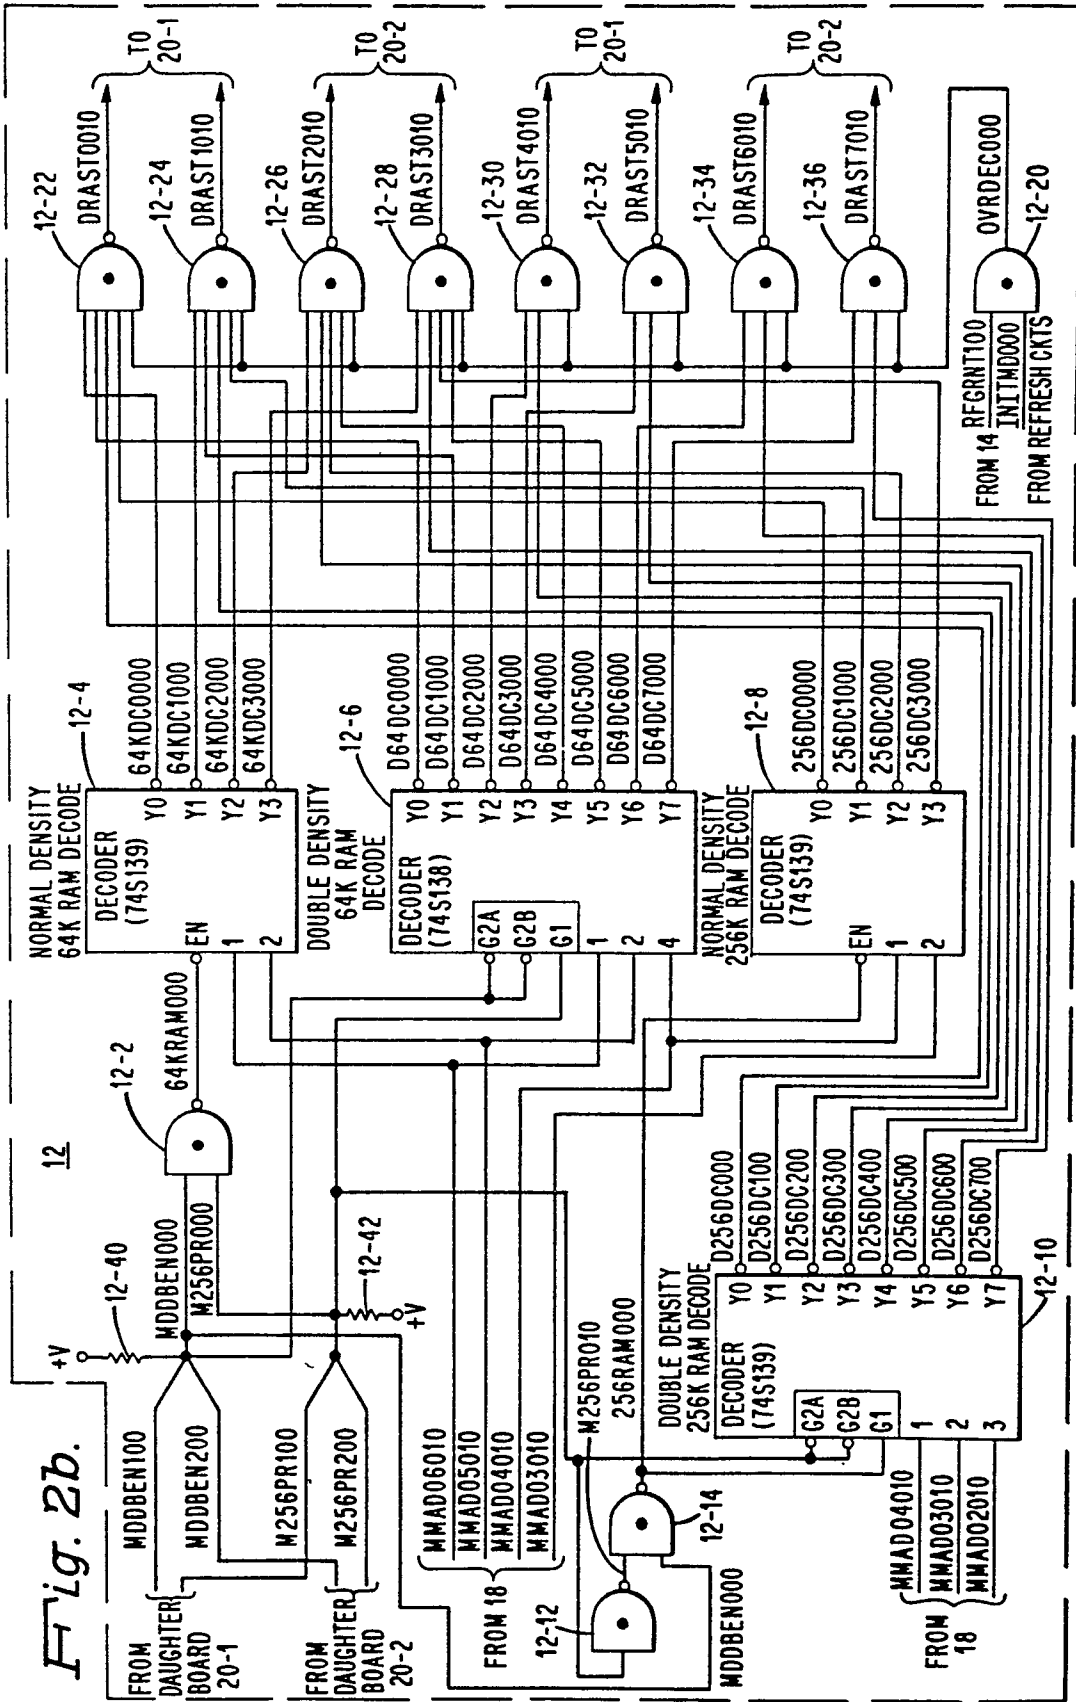 Fig. 2b.
12
+V
12-40
MDDBEN100
MDDBEN200
M256PR100
M256PR200
FROM
DAUGHTER
BOARD
20-1
FROM
DAUGHTER
BOARD
20-2
MDDBEN000
M256PR000
12-42
+V
12-2
64KRAM000
NORMAL DENSITY
64K RAM DECODE
12-4
DECODER
(74S139)
EN
1
2
Y0
Y1
Y2
Y3
64KDC0000
64KDC1000
64KDC2000
64KDC3000
DOUBLE DENSITY
64K RAM
DECODE
12-6
DECODER
(74S138)
G2A
G2B
G1
1
2
4
Y0
Y1
Y2
Y3
Y4
Y5
Y6
Y7
D64DC0000
D64DC1000
D64DC2000
D64DC3000
D64DC4000
D64DC5000
D64DC6000
D64DC7000
NORMAL DENSITY
256K RAM DECODE
12-8
DECODER
(74S139)
EN
1
2
Y0
Y1
Y2
Y3
256DC0000
256DC1000
256DC2000
256DC3000
MMAD06010
MMAD05010
MMAD04010
MMAD03010
FROM 18
12-12
M256PR010
256RAM000
12-14
MDDBEN000
DOUBLE DENSITY
256K RAM DECODE
DECODER
(74S139)
G2A
G2B
G1
1
2
3
Y0
Y1
Y2
Y3
Y4
Y5
Y6
Y7
12-10
D256DC000
D256DC100
D256DC200
D256DC300
D256DC400
D256DC500
D256DC600
D256DC700
MMAD04010
MMAD03010
MMAD02010
FROM
18
12-22
DRAST0010
12-24
DRAST1010
TO
20-1
12-26
DRAST2010
12-28
DRAST3010
TO
20-2
12-30
DRAST4010
12-32
DRAST5010
TO
20-1
12-34
DRAST6010
12-36
DRAST7010
TO
20-2
OVRDEC000
12-20
FROM 14 RFGRNT100
INITMD000
FROM REFRESH CKTS